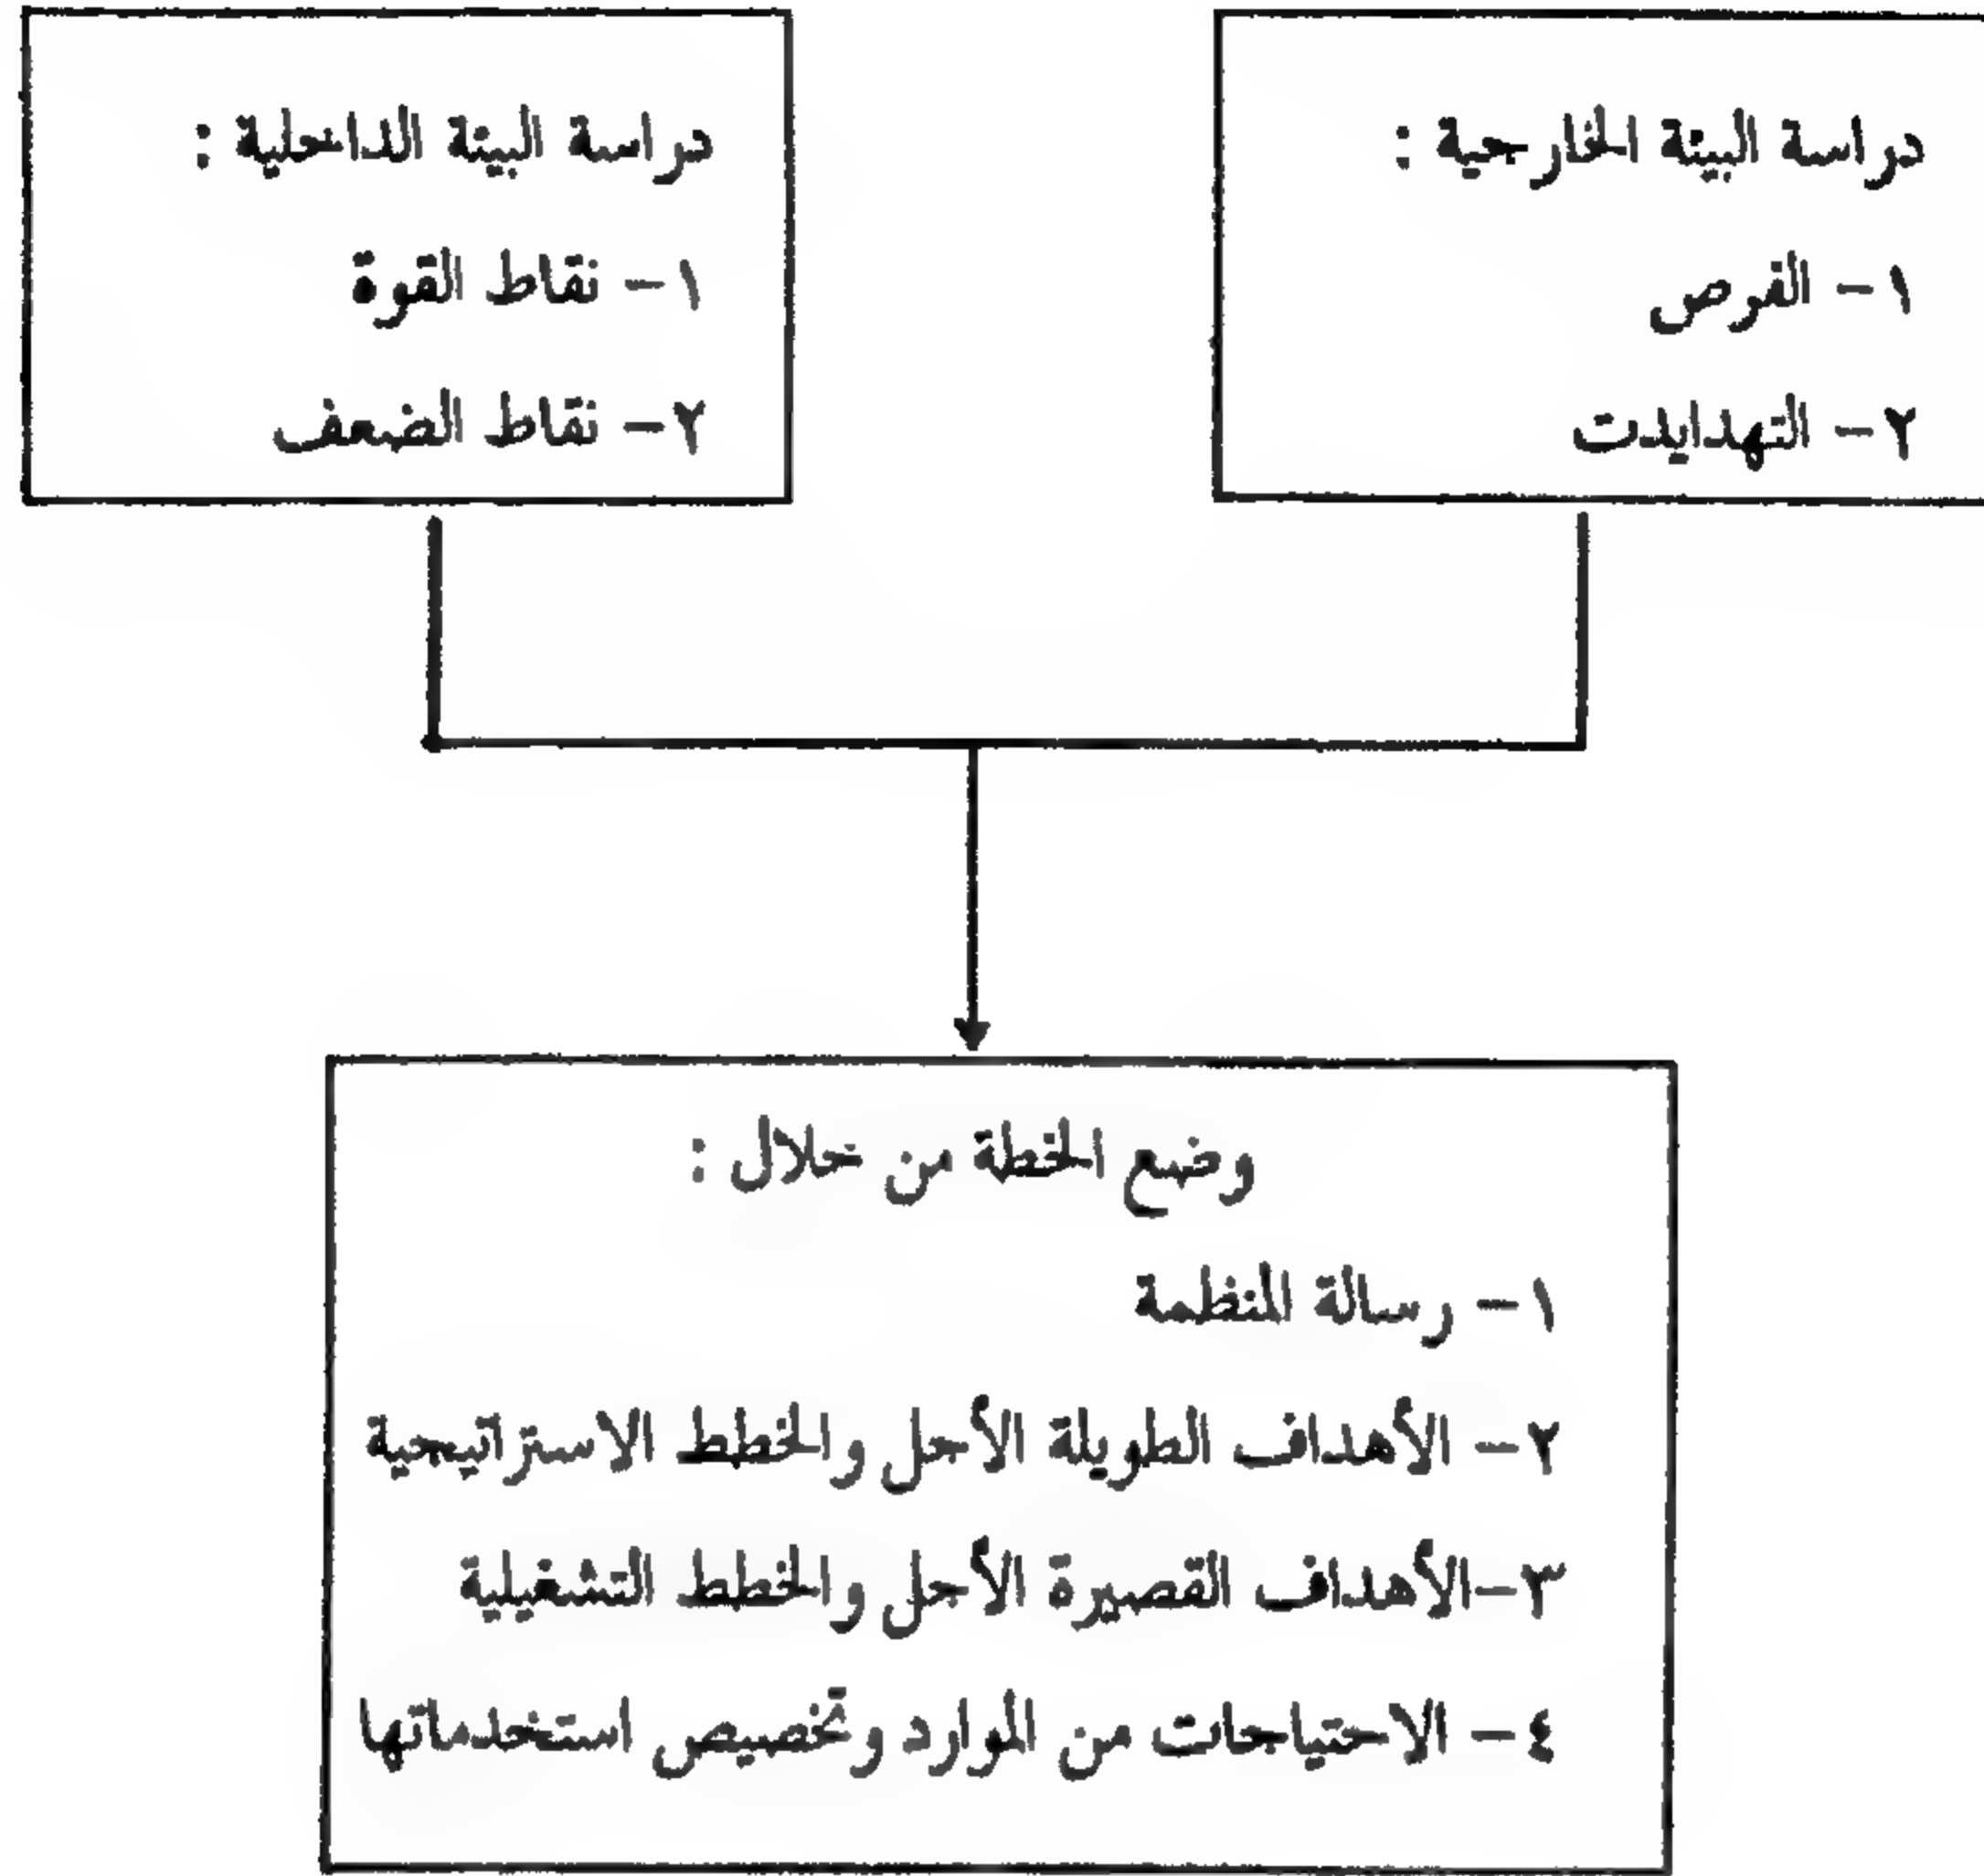 دراسة البيئة الخارجية :
١- الفرص
٢- التهدايدت
دراسة البيئة الداخلية :
١- نقاط القوة
٢- نقاط الضعف
وضع الخطة من خلال :
١- رسالة المنظمة
٢- الأهداف الطويلة الأجل والخطط الاستراتيجية
٣-الأهداف القصيرة الأجل والخطط التشغيلية
٤- الاحتياجات من الموارد وتخصيص استخدماتها